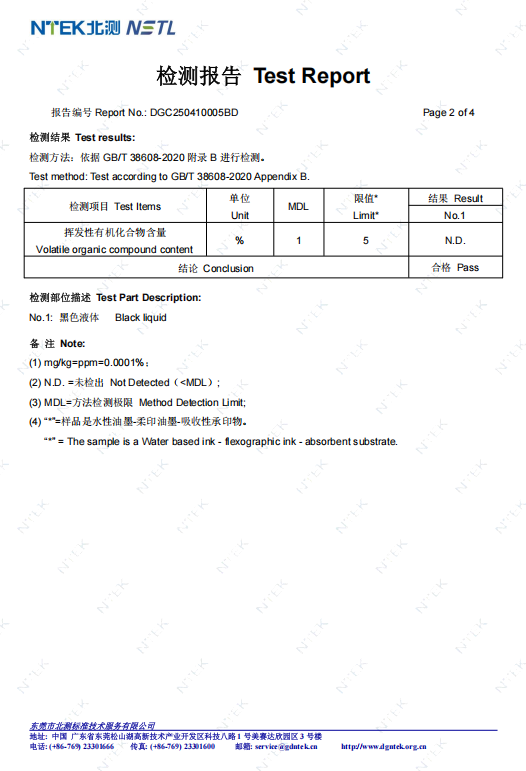 NTEK北测 NSTL
检测报告 Test Report
报告编号 Report No.: DGC250410005BD Page 2 of 4
检测结果 Test results:
检测方法：依据 GB/T 38608-2020 附录 B 进行检测。
Test method: Test according to GB/T 38608-2020 Appendix B.
检测项目 Test Items 单位 Unit MDL 限值* Limit* 结果 Result No.1
挥发性有机化合物含量 Volatile organic compound content % 1 5 N.D.
结论 Conclusion 合格 Pass
检测部位描述 Test Part Description:
No.1: 黑色液体 Black liquid
备 注 Note:
(1) mg/kg=ppm=0.0001%；
(2) N.D. =未检出 Not Detected（<MDL）;
(3) MDL=方法检测极限 Method Detection Limit;
(4) “*”=样品是水性油墨-柔印油墨-吸收性承印物。
“*” = The sample is a Water based ink - flexographic ink - absorbent substrate.
东莞市北测标准技术服务有限公司
地址: 中国 广东省东莞松山湖高新技术产业开发区科技八路 1 号美赛达欣园区 3 号楼
电话: (+86-769) 23301666 传真: (+86-769) 23301600 邮箱: service@gdntek.cn http://www.dgntek.org.cn